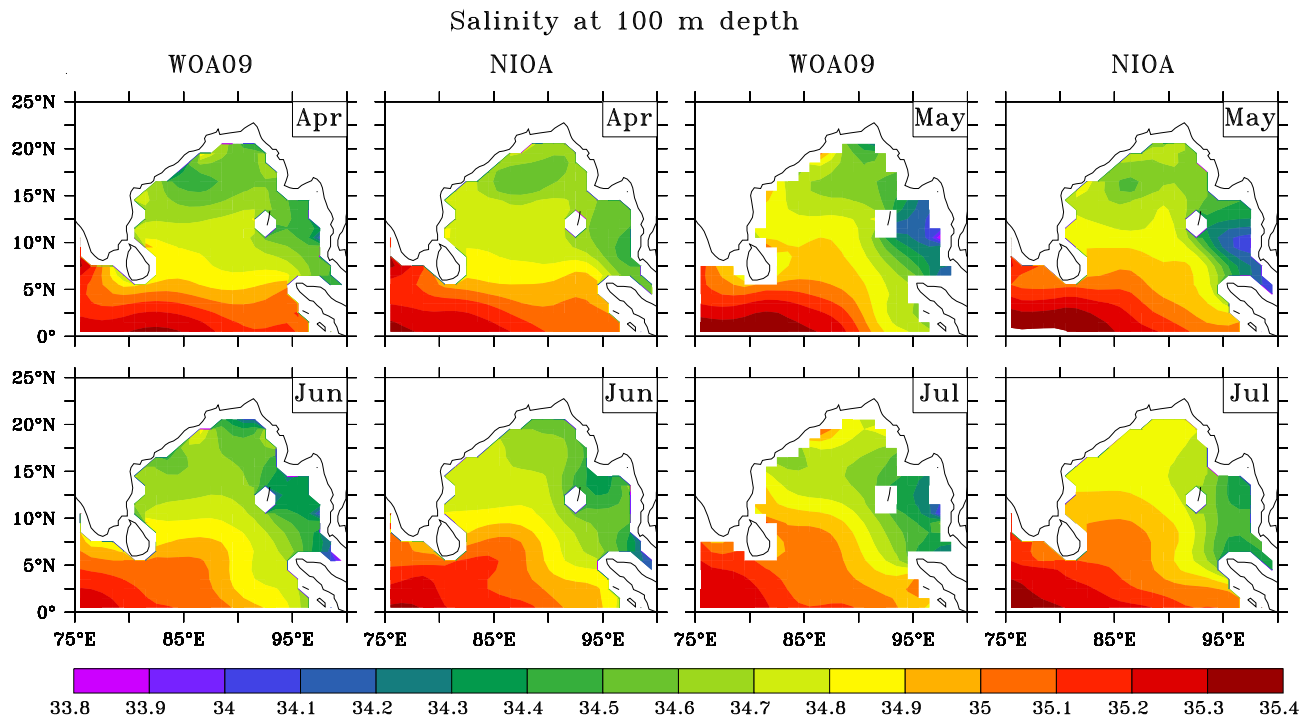 Salinity at 100 m depth
WOA09 NIOA WOA09 NIOA
25°N Apr Apr May May
20°N
15°N
10°N
5°N
0°
25°N Jun Jun Jul Jul
20°N
15°N
10°N
5°N
0°
75°E 85°E 95°E 75°E 85°E 95°E 75°E 85°E 95°E 75°E 85°E 95°E
33.8 33.9 34 34.1 34.2 34.3 34.4 34.5 34.6 34.7 34.8 34.9 35 35.1 35.2 35.3 35.4